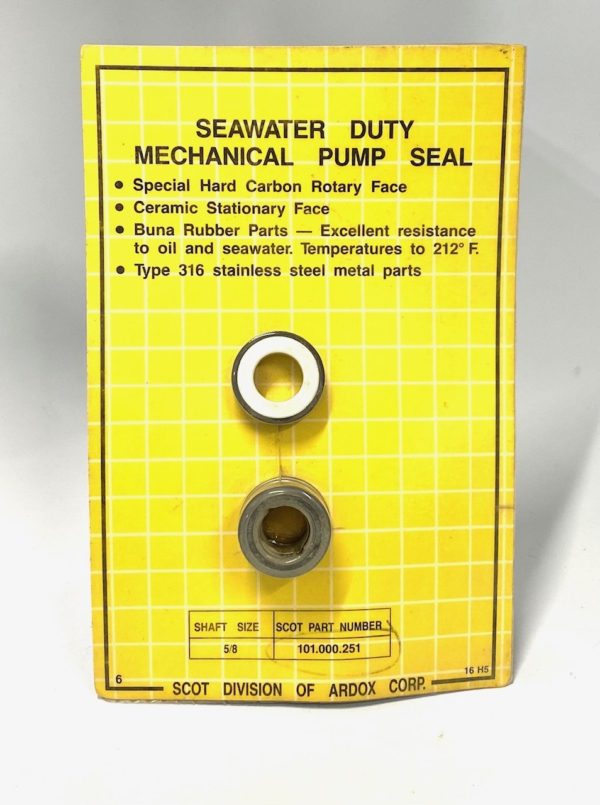 SEAWATER DUTY
MECHANICAL PUMP SEAL
• Special Hard Carbon Rotary Face
• Ceramic Stationary Face
• Buna Rubber Parts — Excellent resistance
to oil and seawater. Temperatures to 212° F.
• Type 316 stainless steel metal parts
SHAFT SIZE SCOT PART NUMBER
5/8 101.000.251
6 16 H5
SCOT DIVISION OF ARDOX CORP.